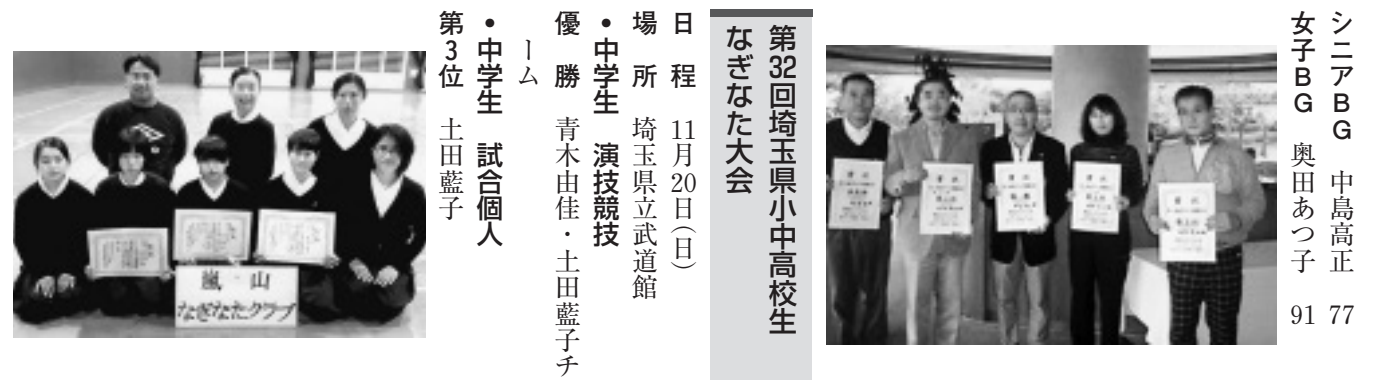 シニアBG 中島高正 77
女子BG 奥田あつ子 91
第32回埼玉県小中高校生
なぎなた大会
日 程 11月20日(日)
場 所 埼玉県立武道館
•中学生 演技競技
優 勝 青木由佳・土田藍子チ
ーム
•中学生 試合個人
第3位 土田藍子
嵐 山
なぎなたクラブ